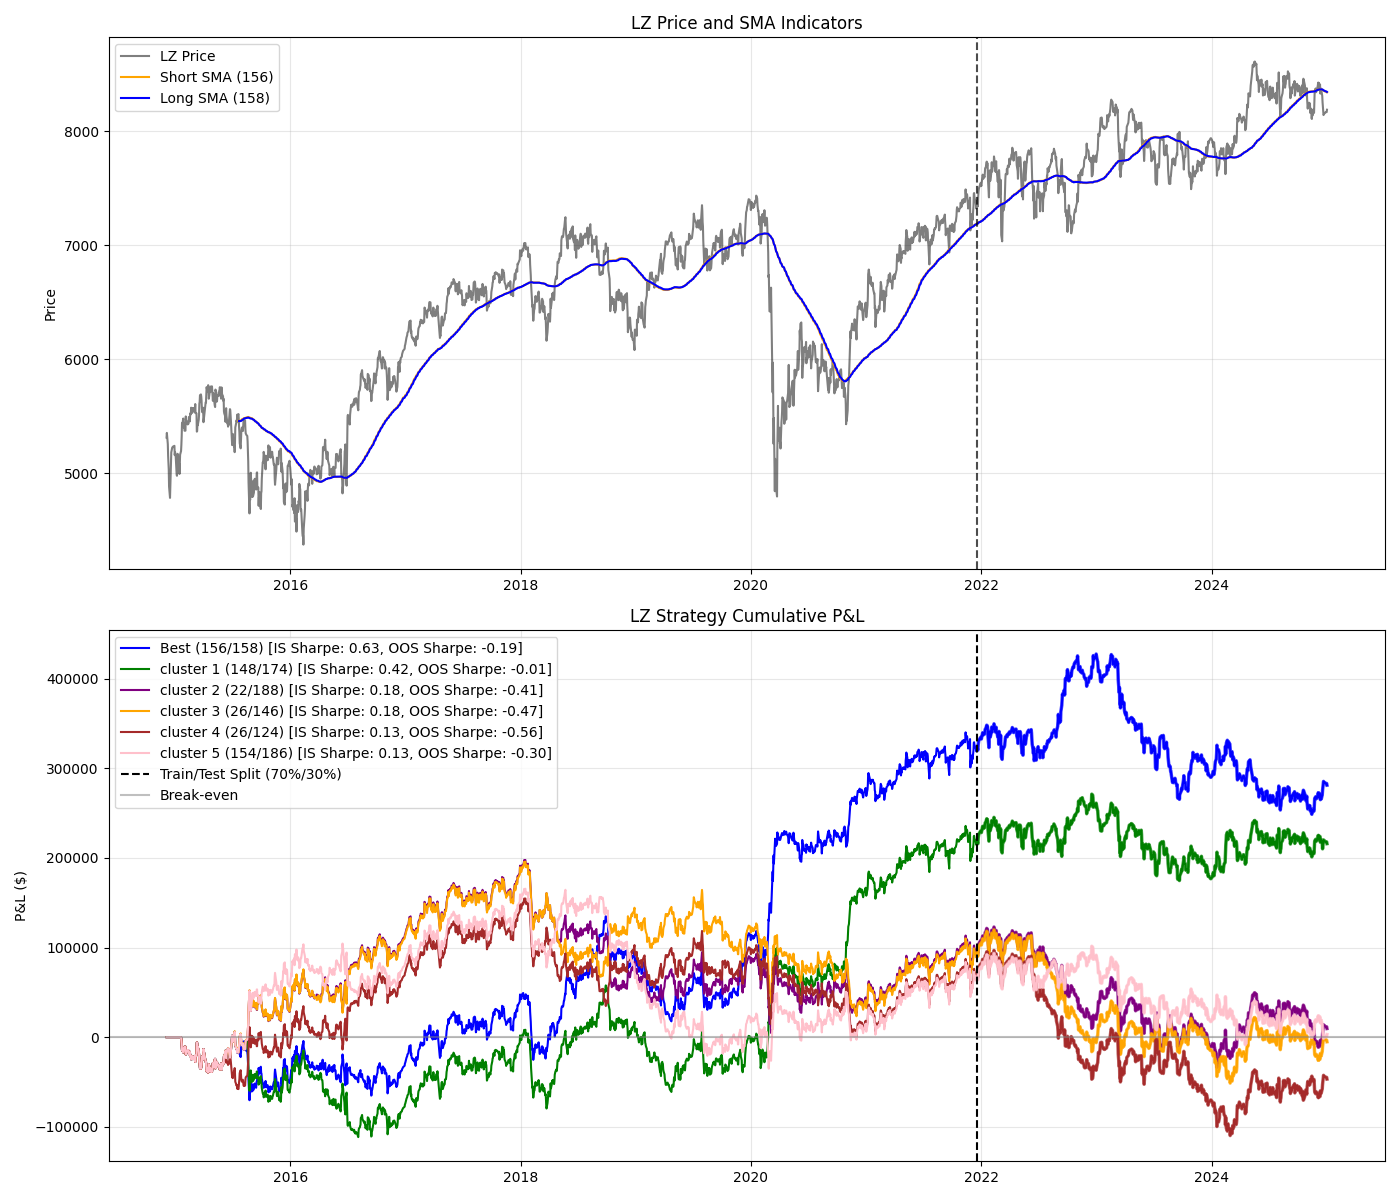 LZ Price and SMA Indicators
LZ Price
Short SMA (156)
Long SMA (158)
Price
8000
7000
6000
5000
2016
2018
2020
2022
2024
LZ Strategy Cumulative P&L
Best (156/158) [IS Sharpe: 0.63, OOS Sharpe: -0.19]
cluster 1 (148/174) [IS Sharpe: 0.42, OOS Sharpe: -0.01]
cluster 2 (22/188) [IS Sharpe: 0.18, OOS Sharpe: -0.41]
cluster 3 (26/146) [IS Sharpe: 0.18, OOS Sharpe: -0.47]
cluster 4 (26/124) [IS Sharpe: 0.13, OOS Sharpe: -0.56]
cluster 5 (154/186) [IS Sharpe: 0.13, OOS Sharpe: -0.30]
Train/Test Split (70%/30%)
Break-even
P&L ($)
400000
300000
200000
100000
0
−100000
2016
2018
2020
2022
2024